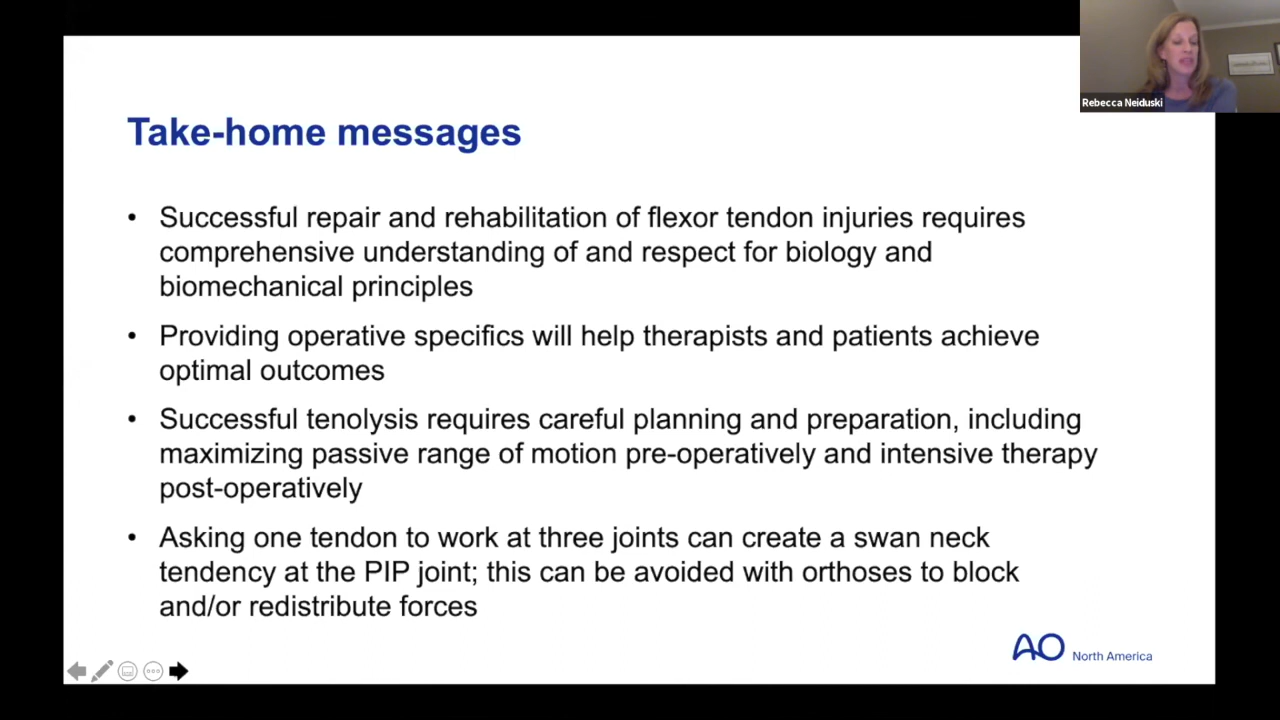 Rebecca Neiduski
Take-home messages
• Successful repair and rehabilitation of flexor tendon injuries requires
comprehensive understanding of and respect for biology and
biomechanical principles
• Providing operative specifics will help therapists and patients achieve
optimal outcomes
• Successful tenolysis requires careful planning and preparation, including
maximizing passive range of motion pre-operatively and intensive therapy
post-operatively
• Asking one tendon to work at three joints can create a swan neck
tendency at the PIP joint; this can be avoided with orthoses to block
and/or redistribute forces
AO North America